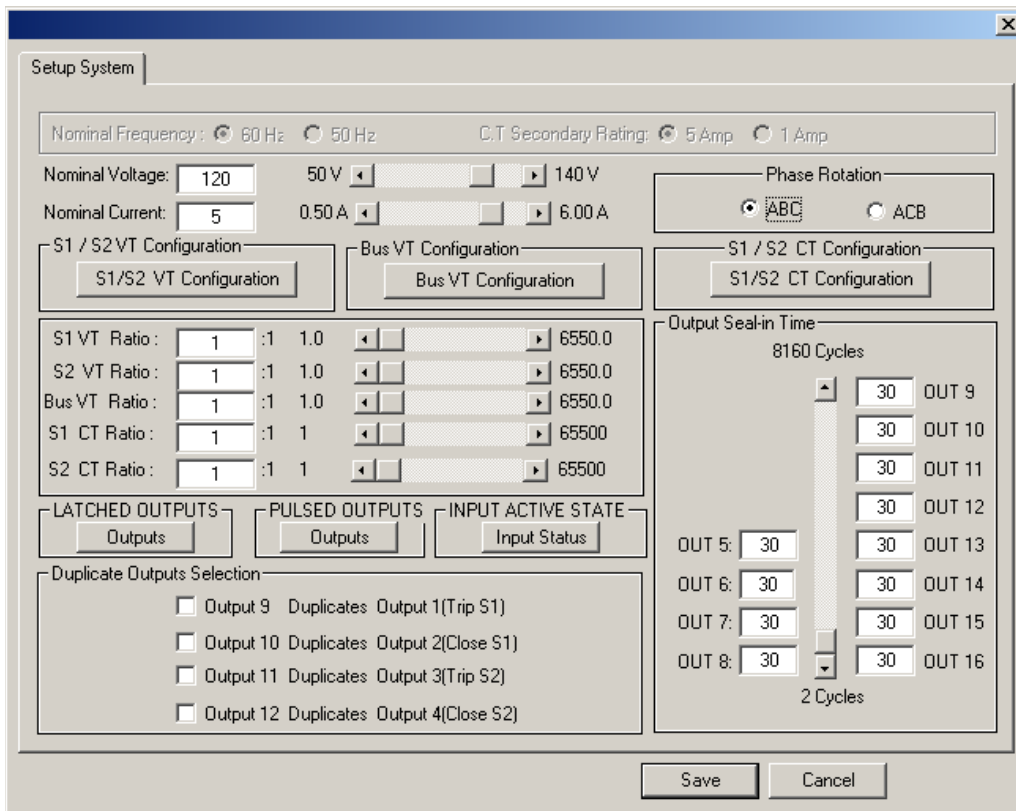 Setup System
Nominal Frequency : 60 Hz 50 Hz C.T Secondary Rating: 5 Amp 1 Amp
Nominal Voltage: 120 50 V 140 V
Nominal Current: 5 0.50 A 6.00 A
Phase Rotation
ABC ACB
S1 / S2 VT Configuration
S1/S2 VT Configuration
Bus VT Configuration
Bus VT Configuration
S1 / S2 CT Configuration
S1/S2 CT Configuration
S1 VT Ratio : 1 :1 1.0 6550.0
S2 VT Ratio : 1 :1 1.0 6550.0
Bus VT Ratio : 1 :1 1.0 6550.0
S1 CT Ratio : 1 :1 1 65500
S2 CT Ratio : 1 :1 1 65500
LATCHED OUTPUTS
Outputs
PULSED OUTPUTS
Outputs
INPUT ACTIVE STATE
Input Status
Duplicate Outputs Selection
Output 9 Duplicates Output 1(Trip S1)
Output 10 Duplicates Output 2(Close S1)
Output 11 Duplicates Output 3(Trip S2)
Output 12 Duplicates Output 4(Close S2)
Output Seal-in Time
8160 Cycles
30 OUT 9
30 OUT 10
30 OUT 11
30 OUT 12
OUT 5: 30 30 OUT 13
OUT 6: 30 30 OUT 14
OUT 7: 30 30 OUT 15
OUT 8: 30 30 OUT 16
2 Cycles
Save Cancel